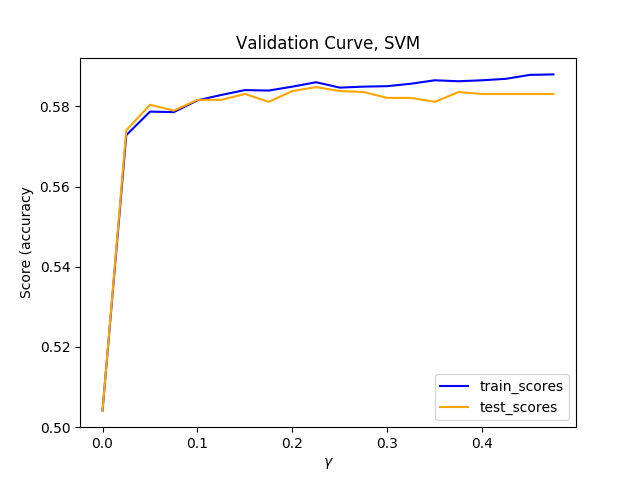 Validation Curve, SVM
Score (accuracy
0.58
0.56
0.54
0.52
0.50
0.0 0.1 0.2 0.3 0.4
γ
train_scores
test_scores